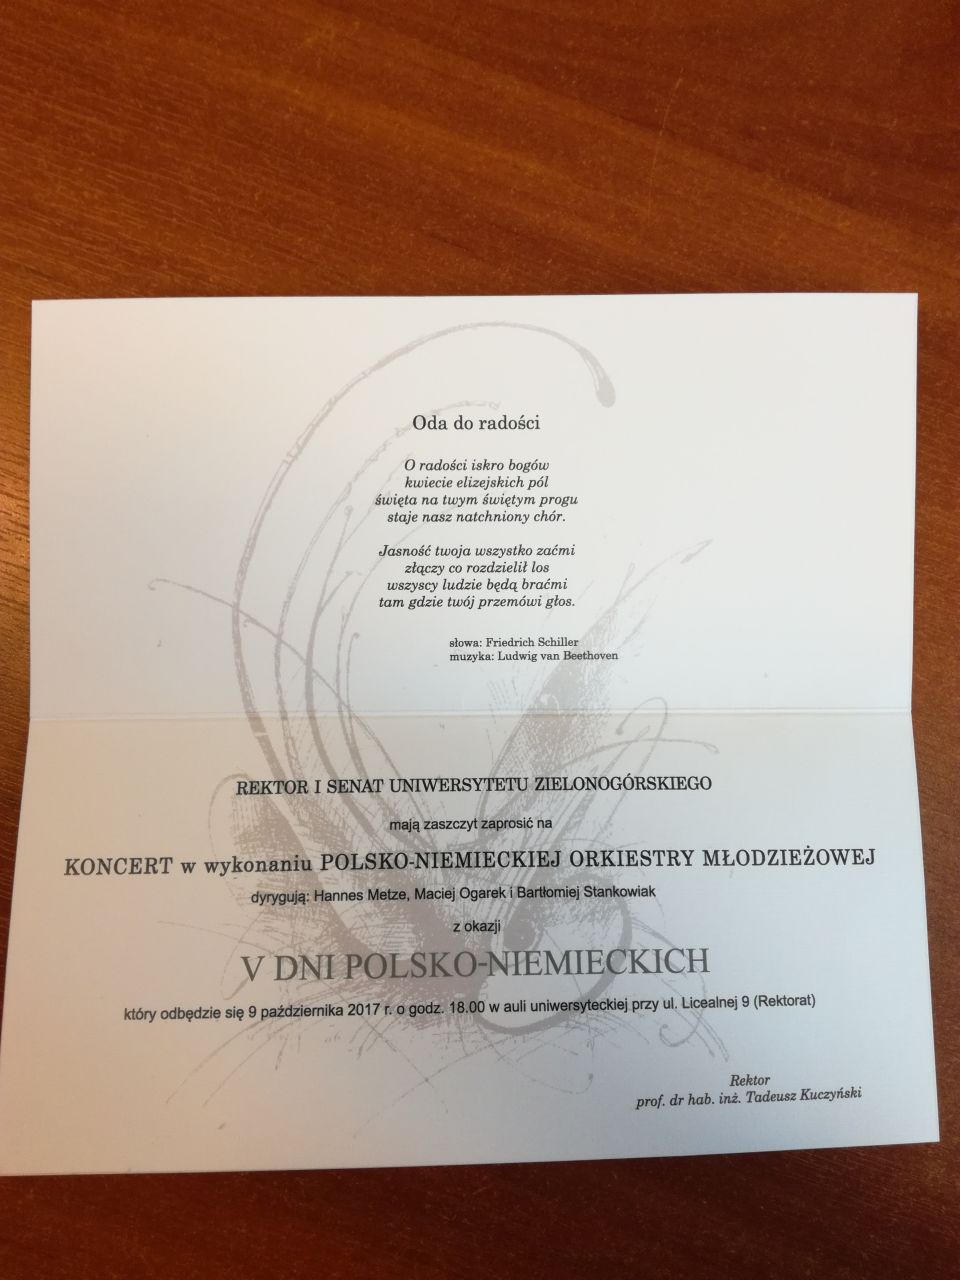 Oda do radości
O radości iskro bogów
kwiecie elizejskich pól
święta na twym świętym progu
staje nasz natchniony chór.
Jasność twoja wszystko zaćmi
złączy co rozdzielił los
wszyscy ludzie będą braćmi
tam gdzie twój przemówi głos.
słowa: Friedrich Schiller
muzyka: Ludwig van Beethoven
REKTOR I SENAT UNIWERSYTETU ZIELONOGÓRSKIEGO
mają zaszczyt zaprosić na
KONCERT w wykonaniu POLSKO-NIEMIECKIEJ ORKIESTRY MŁODZIEŻOWEJ
dyrygują: Hannes Metze, Maciej Ogarek i Bartłomiej Stankowiak
z okazji
V DNI POLSKO-NIEMIECKICH
który odbędzie się 9 października 2017 r. o godz. 18.00 w auli uniwersyteckiej przy ul. Licealnej 9 (Rektorat)
Rektor
prof. dr hab. inż. Tadeusz Kuczyński